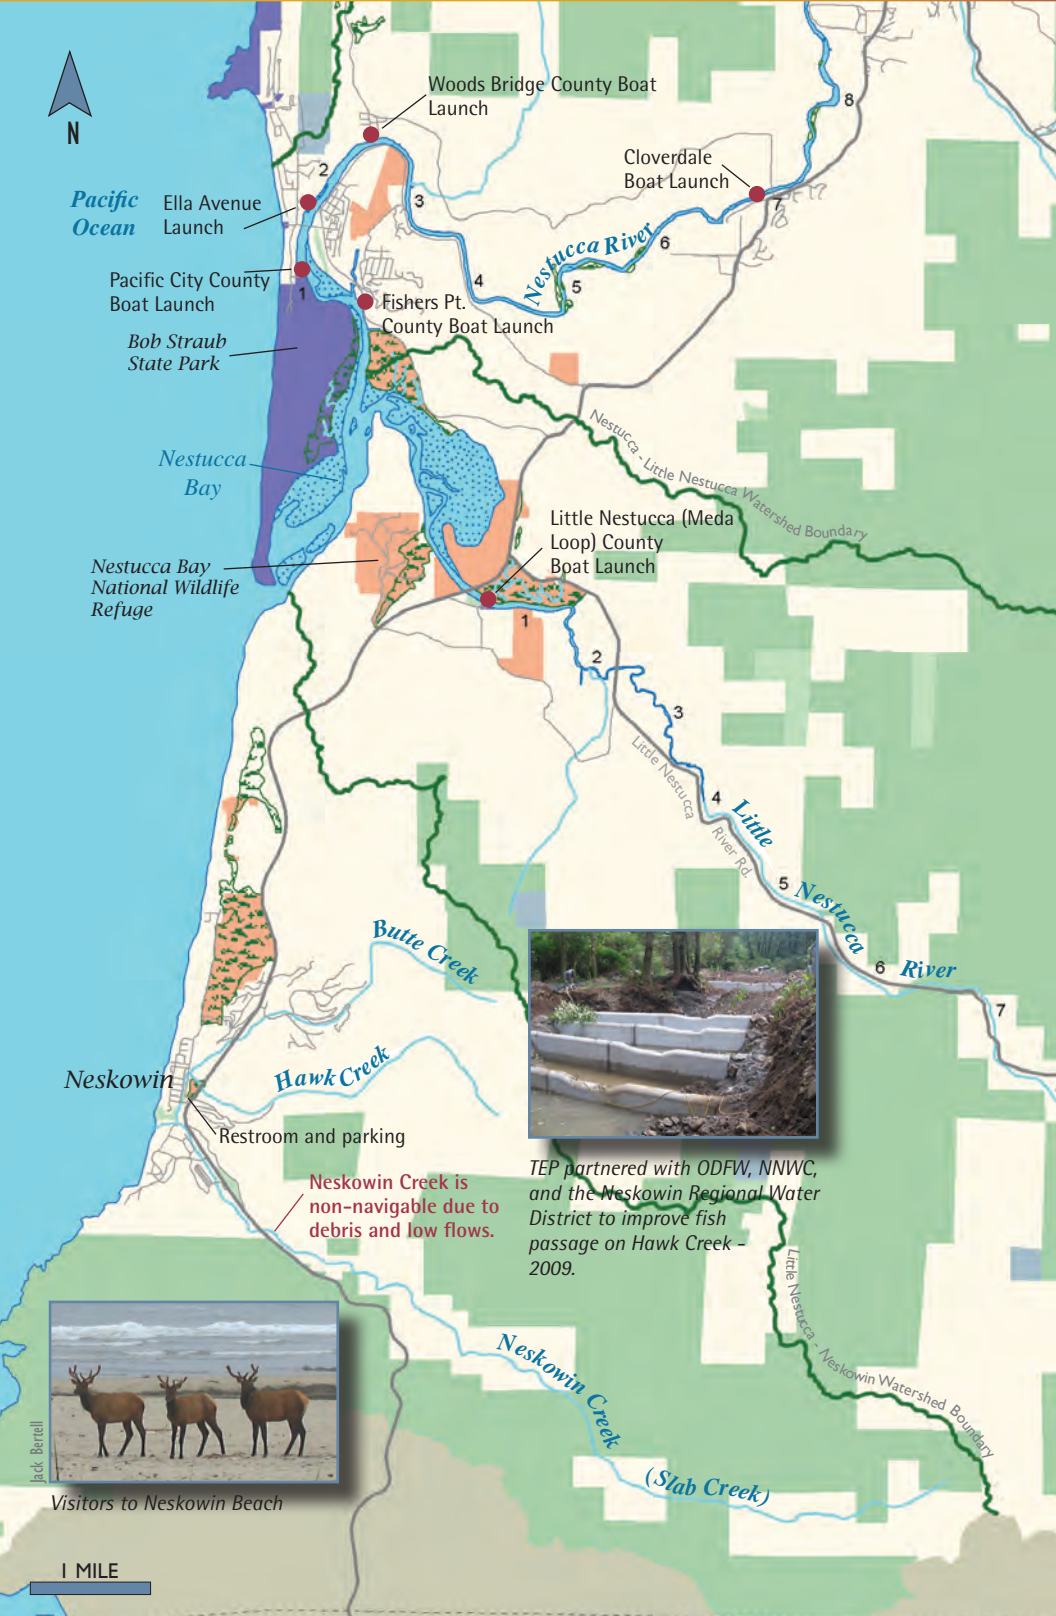 Woods Bridge County Boat
Launch
8
N
Cloverdale
Boat Launch
2
Pacific
Ocean
Ella Avenue
Launch
3
7
Nestucca River
6
Pacific City County
Boat Launch
1
4
5
Fishers Pt.
County Boat Launch
Bob Straub
State Park
Nestucca - Little Nestucca Watershed Boundary
Nestucca
Bay
Little Nestucca (Meda
Loop) County
Boat Launch
Nestucca Bay
National Wildlife
Refuge
1
2
3
Little Nestucca
River Rd.
4
Little
Nestucca
River
5
6
7
Butte Creek
Hawk Creek
Neskowin
Restroom and parking
Neskowin Creek is
non-navigable due to
debris and low flows.
TEP partnered with ODFW, NNWC,
and the Neskowin Regional Water
District to improve fish
passage on Hawk Creek -
2009.
Little Nestucca - Neskowin Watershed Boundary
Neskowin Creek
(Slab Creek)
Jack Bertell
Visitors to Neskowin Beach
1 MILE